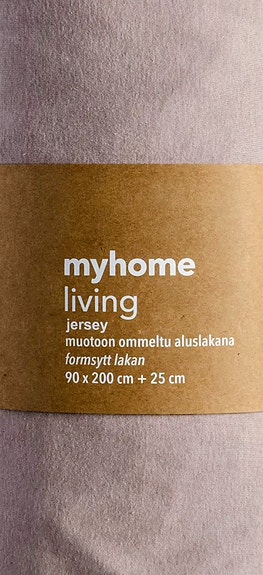 myhome
living
jersey
muotoon ommeltu aluslakana
formsytt lakan
90 x 200 cm + 25 cm